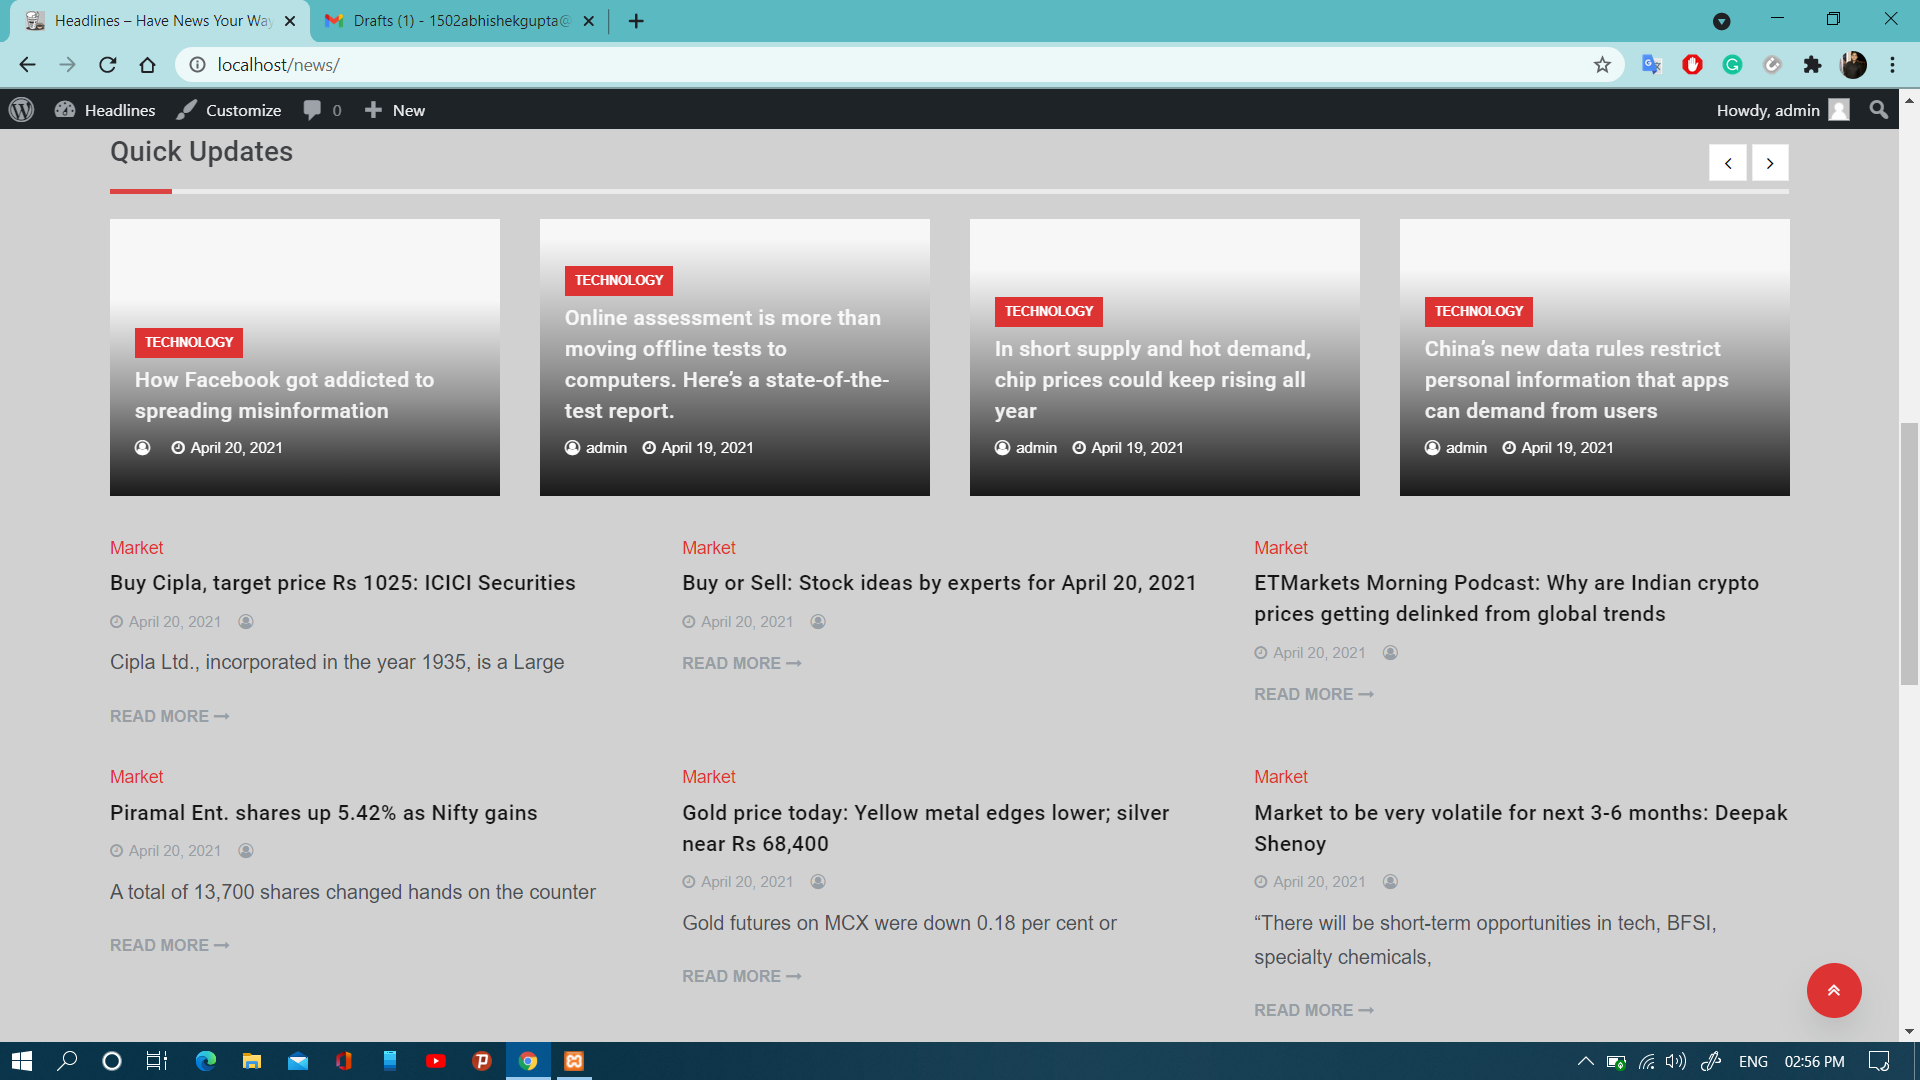 Headlines – Have News Your Way
Drafts (1) - 1502abhishekgupta@
localhost/news/
Headlines
Customize
0
New
Howdy, admin
Quick Updates
TECHNOLOGY
How Facebook got addicted to
spreading misinformation
April 20, 2021
TECHNOLOGY
Online assessment is more than
moving offline tests to
computers. Here’s a state-of-the-
test report.
admin April 19, 2021
TECHNOLOGY
In short supply and hot demand,
chip prices could keep rising all
year
admin April 19, 2021
TECHNOLOGY
China’s new data rules restrict
personal information that apps
can demand from users
admin April 19, 2021
Market
Buy Cipla, target price Rs 1025: ICICI Securities
April 20, 2021
Cipla Ltd., incorporated in the year 1935, is a Large
READ MORE
Market
Buy or Sell: Stock ideas by experts for April 20, 2021
April 20, 2021
READ MORE
Market
ETMarkets Morning Podcast: Why are Indian crypto
prices getting delinked from global trends
April 20, 2021
READ MORE
Market
Piramal Ent. shares up 5.42% as Nifty gains
April 20, 2021
A total of 13,700 shares changed hands on the counter
READ MORE
Market
Gold price today: Yellow metal edges lower; silver
near Rs 68,400
April 20, 2021
Gold futures on MCX were down 0.18 per cent or
READ MORE
Market
Market to be very volatile for next 3-6 months: Deepak
Shenoy
April 20, 2021
“There will be short-term opportunities in tech, BFSI,
specialty chemicals,
READ MORE
ENG
02:56 PM